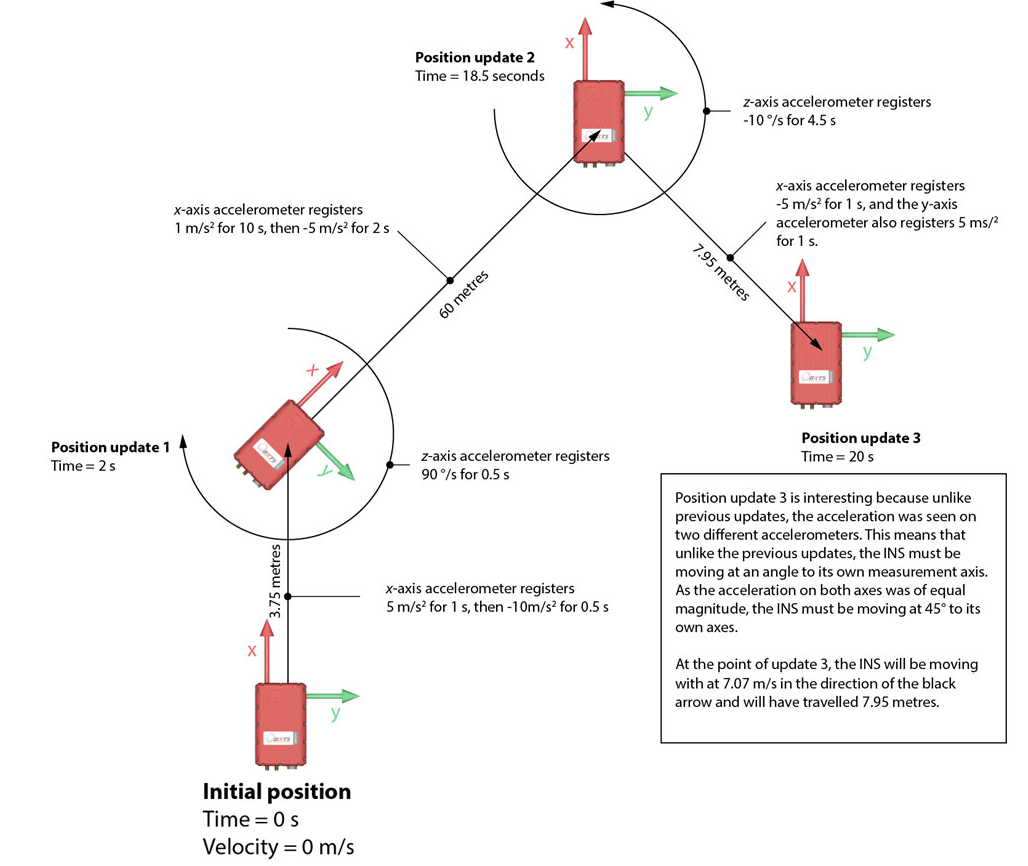 Position update 2
Time = 18.5 seconds
x
y
z-axis accelerometer registers
-10 °/s for 4.5 s
x-axis accelerometer registers
-5 m/s² for 1 s, and the y-axis
accelerometer also registers 5 ms/²
for 1 s.
x-axis accelerometer registers
1 m/s² for 10 s, then -5 m/s² for 2 s
60 metres
7.95 metres
x
y
Position update 3
Time = 20 s
x
y
Position update 1
Time = 2 s
z-axis accelerometer registers
90 °/s for 0.5 s
3.75 metres
x-axis accelerometer registers
5 m/s² for 1 s, then -10m/s² for 0.5 s
x
y
Initial position
Time = 0 s
Velocity = 0 m/s
Position update 3 is interesting because unlike
previous updates, the acceleration was seen on
two different accelerometers. This means that
unlike the previous updates, the INS must be
moving at an angle to its own measurement axis.
As the acceleration on both axes was of equal
magnitude, the INS must be moving at 45° to its
own axes.
At the point of update 3, the INS will be moving
with at 7.07 m/s in the direction of the black
arrow and will have travelled 7.95 metres.